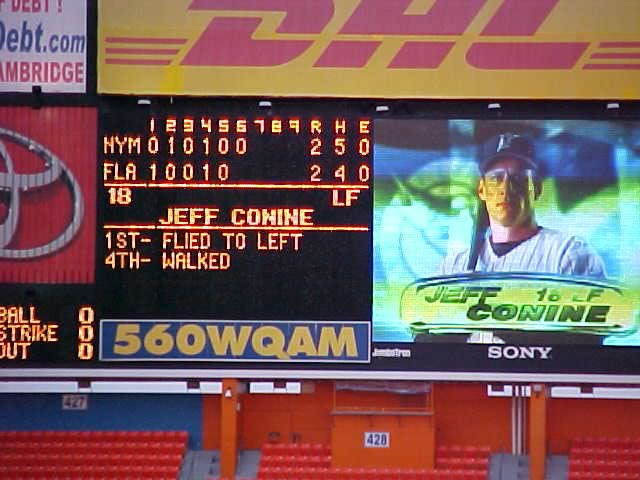 DEBT!
Debt.com
AMBRIDGE
DHL
1 2 3 4 5 6 7 8 9 R H E
NYM 0 1 0 1 0 0 2 5 0
FLA 1 0 0 1 0 2 4 0
18 LF
JEFF CONINE
1ST- FLIED TO LEFT
4TH- WALKED
BALL 0
STRIKE 0
OUT 0
560WQAM
JEFF 18 LF
CONINE
JumboTron
SONY
427
428